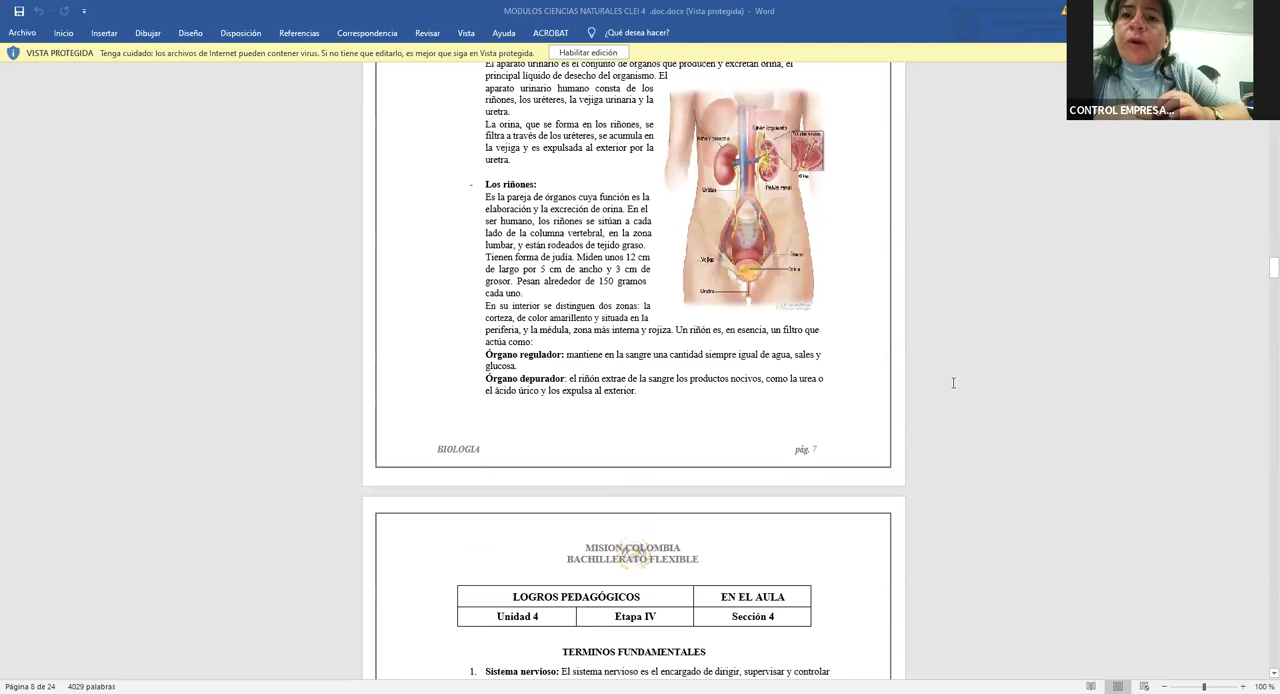 MODULOS CIENCIAS NATURALES CLEI 4 .doc.docx (Vista protegida) - Word
Archivo Inicio Insertar Dibujar Diseño Disposición Referencias Correspondencia Revisar Vista Ayuda ACROBAT ¿Qué desea hacer?
VISTA PROTEGIDA Tenga cuidado: los archivos de Internet pueden contener virus. Si no tiene que editarlo, es mejor que siga en Vista protegida. Habilitar edición
CONTROL EMPRESA...
El aparato urinario es el conjunto de órganos que producen y excretan orina, el
principal líquido de desecho del organismo. El
aparato urinario humano consta de los
riñones, los uréteres, la vejiga urinaria y la
uretra.
La orina, que se forma en los riñones, se
filtra a través de los uréteres, se acumula en
la vejiga y es expulsada al exterior por la
uretra.
- Los riñones:
Es la pareja de órganos cuya función es la
elaboración y la excreción de orina. En el
ser humano, los riñones se sitúan a cada
lado de la columna vertebral, en la zona
lumbar, y están rodeados de tejido graso.
Tienen forma de judía. Miden unos 12 cm
de largo por 5 cm de ancho y 3 cm de
grosor. Pesan alrededor de 150 gramos
cada uno.
En su interior se distinguen dos zonas: la
corteza, de color amarillento y situada en la
periferia, y la médula, zona más interna y rojiza. Un riñón es, en esencia, un filtro que
actúa como:
Órgano regulador: mantiene en la sangre una cantidad siempre igual de agua, sales y
glucosa.
Órgano depurador: el riñón extrae de la sangre los productos nocivos, como la urea o
el ácido úrico y los expulsa al exterior.
Riñón derecho
Riñón izquierdo
Uréter
Pelvis renal
Vejiga
Orina
Uretra
BIOLOGIA pág. 7
MISION COLOMBIA
BACHILLERATO FLEXIBLE
LOGROS PEDAGÓGICOS EN EL AULA
Unidad 4 Etapa IV Sección 4
TERMINOS FUNDAMENTALES
1. Sistema nervioso: El sistema nervioso es el encargado de dirigir, supervisar y controlar
Página 8 de 24 4029 palabras 100 %